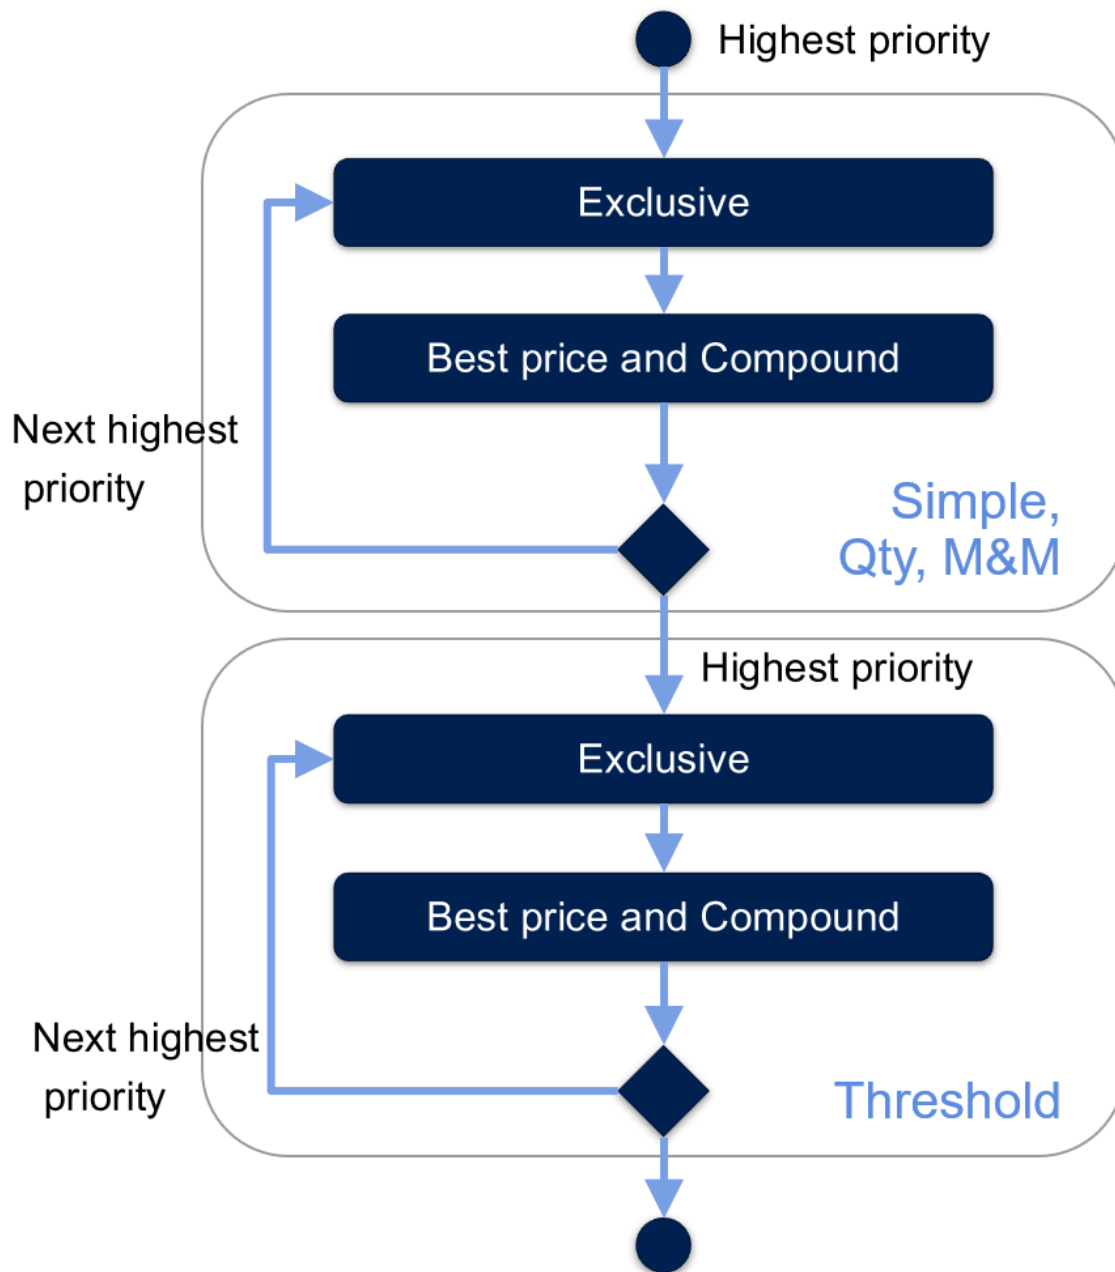 Highest priority
Exclusive
Best price and Compound
Next highest
priority
Simple,
Qty, M&M
Highest priority
Exclusive
Best price and Compound
Next highest
priority
Threshold